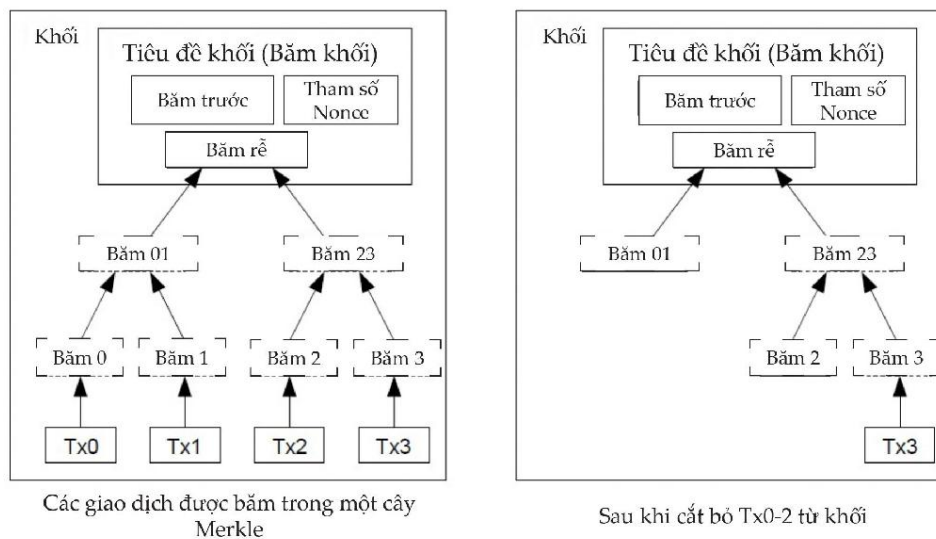 Khối
Tiêu đề khối (Băm khối)
Băm trước
Tham số
Nonce
Băm rễ
Băm 01
Băm 23
Băm 0
Băm 1
Băm 2
Băm 3
Tx0
Tx1
Tx2
Tx3
Các giao dịch được băm trong một cây
Merkle
Khối
Tiêu đề khối (Băm khối)
Băm trước
Tham số
Nonce
Băm rễ
Băm 01
Băm 23
Băm 2
Băm 3
Tx3
Sau khi cắt bỏ Tx0-2 từ khối